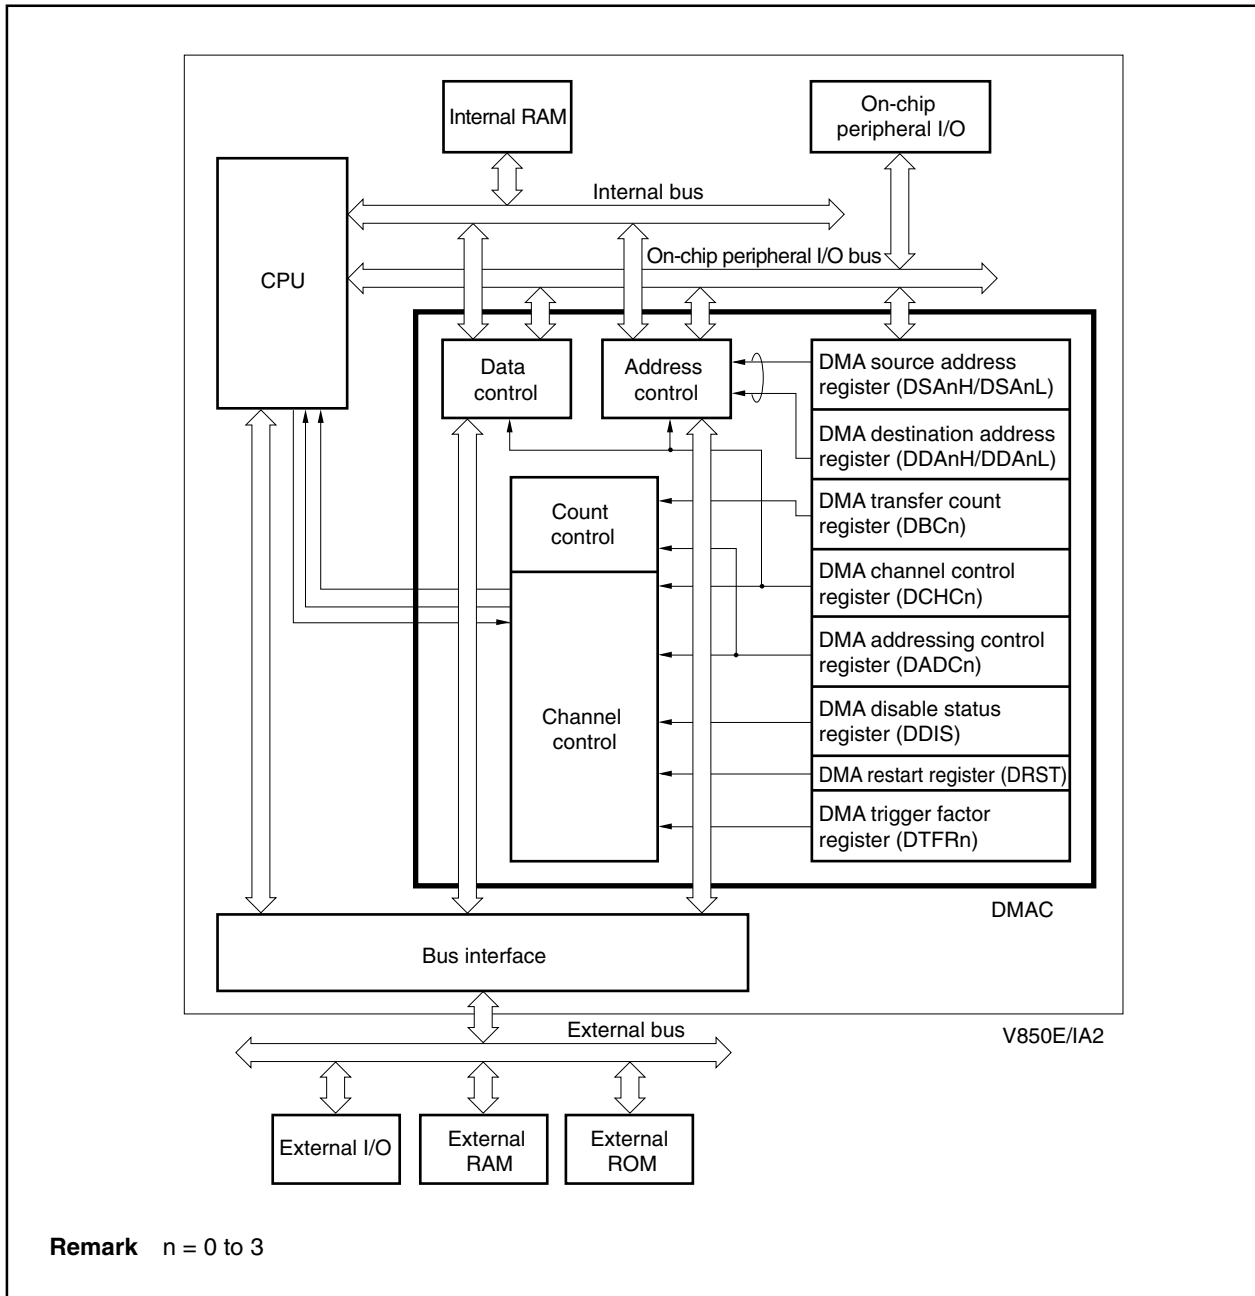 Internal RAM
On-chip
peripheral I/O
Internal bus
On-chip peripheral I/O bus
CPU
Data
control
Address
control
DMA source address
register (DSAnH/DSAnL)
DMA destination address
register (DDAnH/DDAnL)
Count
control
DMA transfer count
register (DBCn)
DMA channel control
register (DCHCn)
DMA addressing control
register (DADCn)
Channel
control
DMA disable status
register (DDIS)
DMA restart register (DRST)
DMA trigger factor
register (DTFRn)
DMAC
Bus interface
V850E/IA2
External bus
External I/O
External
RAM
External
ROM
Remark n = 0 to 3